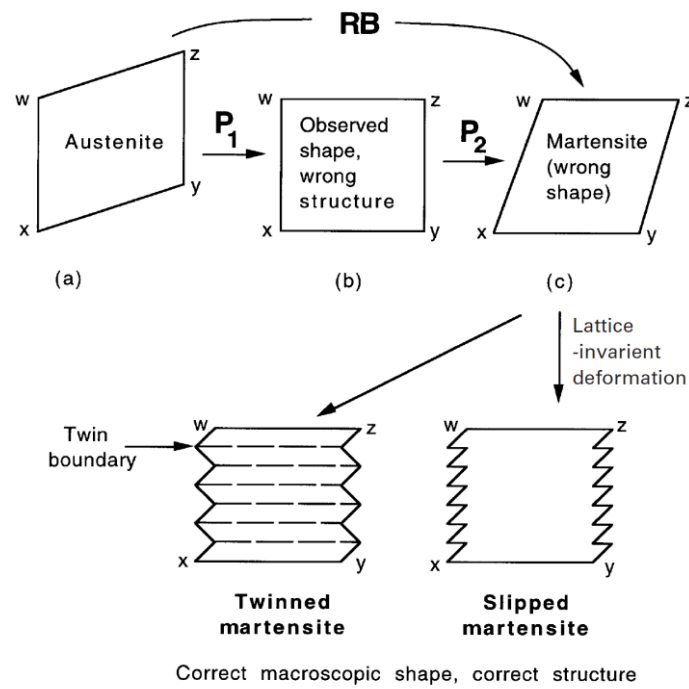 RB
w
z
Austenite
x
y
(a)
P1
w
z
Observed
shape,
wrong
structure
x
y
(b)
P2
w
z
Martensite
(wrong
shape)
x
y
(c)
Lattice
-invarient
deformation
Twin
boundary
w
z
x
y
Twinned
martensite
w
z
x
y
Slipped
martensite
Correct macroscopic shape, correct structure